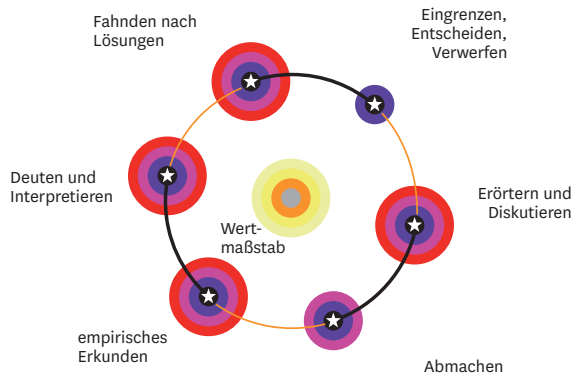 Fahnden nach
Lösungen
Eingrenzen,
Entscheiden,
Verwerfen
Deuten und
Interpretieren
Erörtern und
Diskutieren
Wert-
maßstab
empirisches
Erkunden
Abmachen